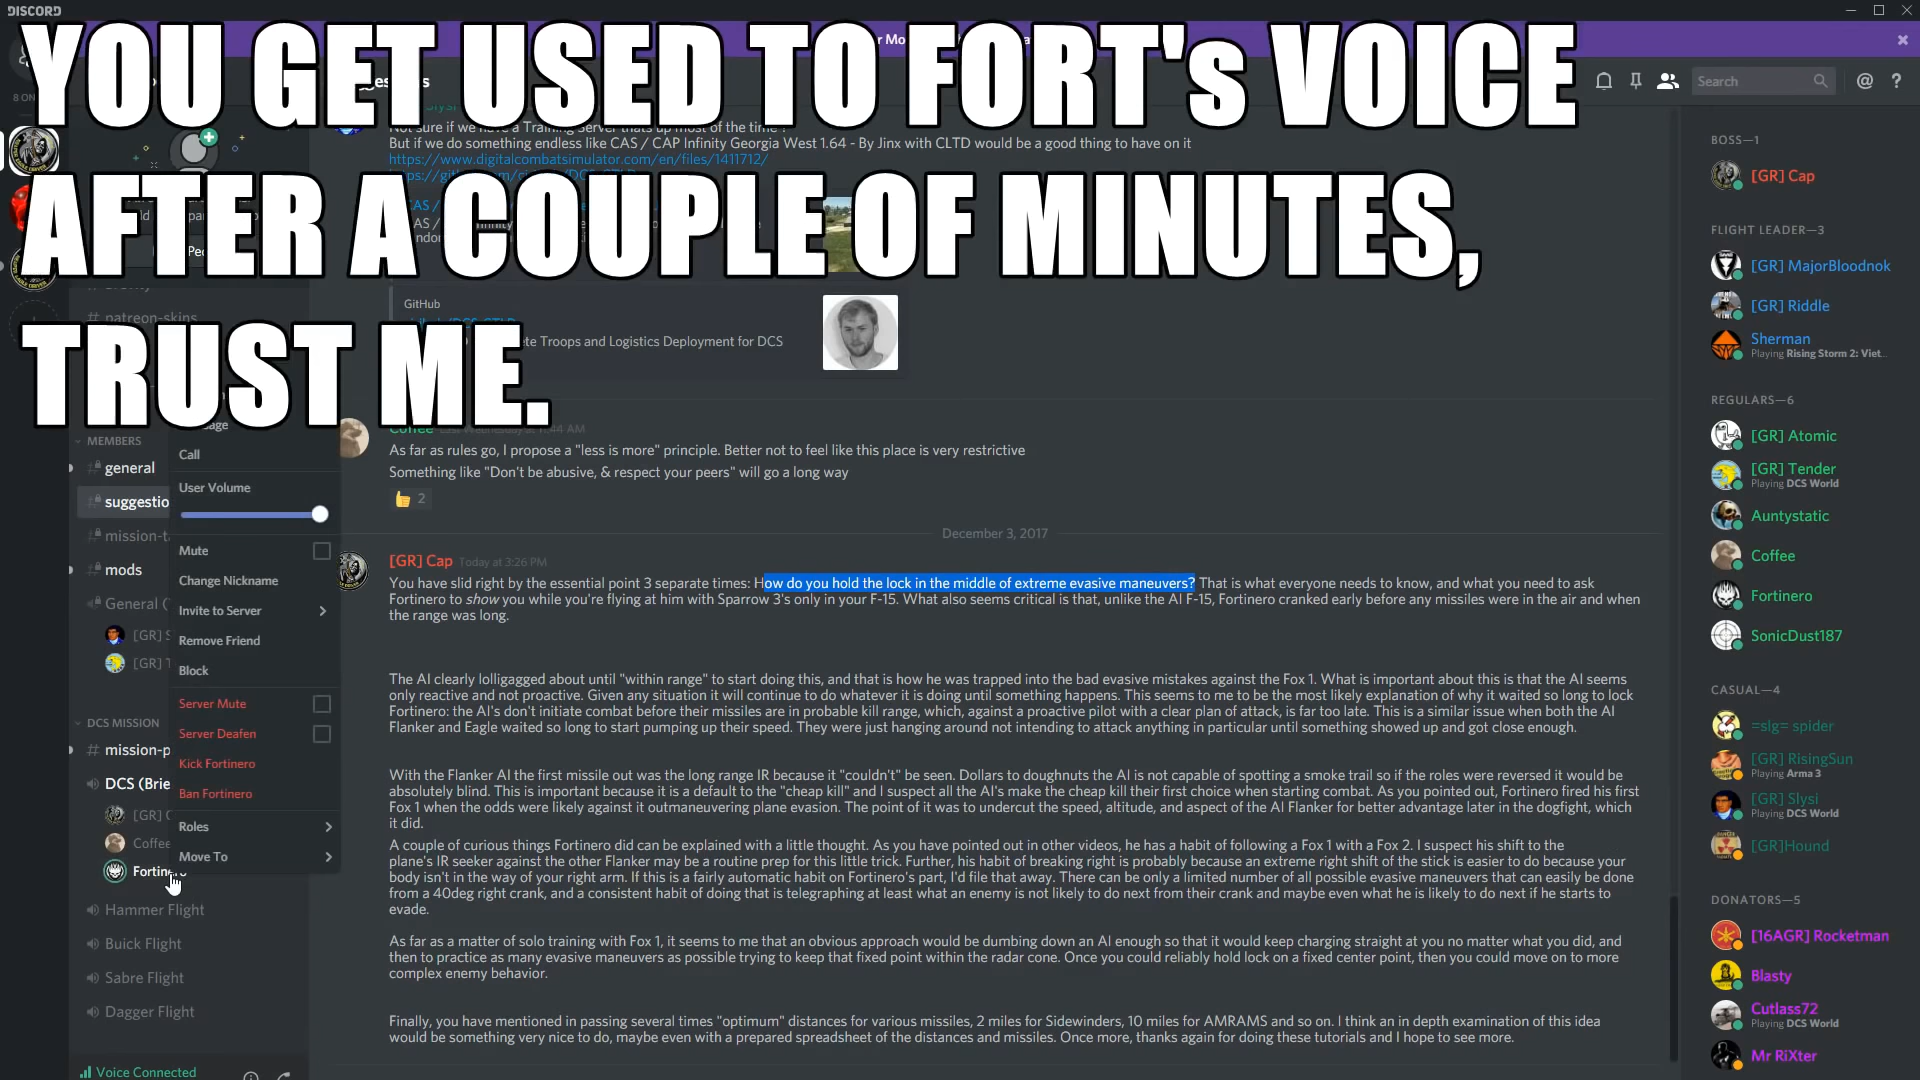 DISCORD
YOU GET USED TO FORT's VOICE
AFTER A COUPLE OF MINUTES,
TRUST ME.
Search
Not sure if we have a Training Server thats up most of the time
But if we do something endless like CAS / CAP Infinity Georgia West 1.64 - By Jinx with CLTD would be a good thing to have on it
https://www.digitalcombatsimulator.com/en/files/1411712/
GitHub
Troops and Logistics Deployment for DCS
Coffee
As far as rules go, I propose a "less is more" principle. Better not to feel like this place is very restrictive
Something like "Don't be abusive, & respect your peers" will go a long way
2
December 3, 2017
[GR] Cap Today at 3:26 PM
You have slid right by the essential point 3 separate times: How do you hold the lock in the middle of extreme evasive maneuvers? That is what everyone needs to know, and what you need to ask
Fortinero to show you while you're flying at him with Sparrow 3's only in your F-15. What also seems critical is that, unlike the AI F-15, Fortinero cranked early before any missiles were in the air and when
the range was long.
The AI clearly lolligagged about until "within range" to start doing this, and that is how he was trapped into the bad evasive mistakes against the Fox 1. What is important about this is that the AI seems
only reactive and not proactive. Given any situation it will continue to do whatever it is doing until something happens. This seems to me to be the most likely explanation of why it waited so long to lock
Fortinero: the AI's don't initiate combat before their missiles are in probable kill range, which, against a proactive pilot with a clear plan of attack, is far too late. This is a similar issue when both the AI
Flanker and Eagle waited so long to start pumping up their speed. They were just hanging around not intending to attack anything in particular until something showed up and got close enough.
With the Flanker AI the first missile out was the long range IR because it "couldn't" be seen. Dollars to doughnuts the AI is not capable of spotting a smoke trail so if the roles were reversed it would be
absolutely blind. This is important because it is a default to the "cheap kill" and I suspect all the AI's make the cheap kill their first choice when starting combat. As you pointed out, Fortinero fired his first
Fox 1 when the odds were likely against it outmaneuvering plane evasion. The point of it was to undercut the speed, altitude, and aspect of the AI Flanker for better advantage later in the dogfight, which
it did.
A couple of curious things Fortinero did can be explained with a little thought. As you have pointed out in other videos, he has a habit of following a Fox 1 with a Fox 2. I suspect his shift to the
plane's IR seeker against the other Flanker may be a routine prep for this little trick. Further, his habit of breaking right is probably because an extreme right shift of the stick is easier to do because your
body isn't in the way of your right arm. If this is a fairly automatic habit on Fortinero's part, I'd file that away. There can be only a limited number of all possible evasive maneuvers that can easily be done
from a 40deg right crank, and a consistent habit of doing that is telegraphing at least what an enemy is not likely to do next from their crank and maybe even what he is likely to do next if he starts to
evade.
As far as a matter of solo training with Fox 1, it seems to me that an obvious approach would be dumbing down an AI enough so that it would keep charging straight at you no matter what you did, and
then to practice as many evasive maneuvers as possible trying to keep that fixed point within the radar cone. Once you could reliably hold lock on a fixed center point, then you could move on to more
complex enemy behavior.
Finally, you have mentioned in passing several times "optimum" distances for various missiles, 2 miles for Sidewinders, 10 miles for AMRAMS and so on. I think an in depth examination of this idea
would be something very nice to do, maybe even with a prepared spreadsheet of the distances and missiles. Once more, thanks again for doing these tutorials and I hope to see more.
# patreon-skins
MEMBERS
general
suggestio
mission-t
mods
General (
[GR] S
[GR] T
DCS MISSION
# mission-p
DCS (Brie
[GR] C
Coffee
Fortinero
Hammer Flight
Buick Flight
Sabre Flight
Dagger Flight
Voice Connected
Call
User Volume
Mute
Change Nickname
Invite to Server
Remove Friend
Block
Server Mute
Server Deafen
Kick Fortinero
Ban Fortinero
Roles
Move To
BOSS—1
[GR] Cap
FLIGHT LEADER—3
[GR] MajorBloodnok
[GR] Riddle
Sherman
Playing Rising Storm 2: Viet...
REGULARS—6
[GR] Atomic
[GR] Tender
Playing DCS World
Auntystatic
Coffee
Fortinero
SonicDust187
CASUAL—4
=slg= spider
[GR] RisingSun
Playing Arma 3
[GR] Slysi
Playing DCS World
[GR]Hound
DONATORS—5
[16AGR] Rocketman
Blasty
Cutlass72
Playing DCS World
Mr RiXter